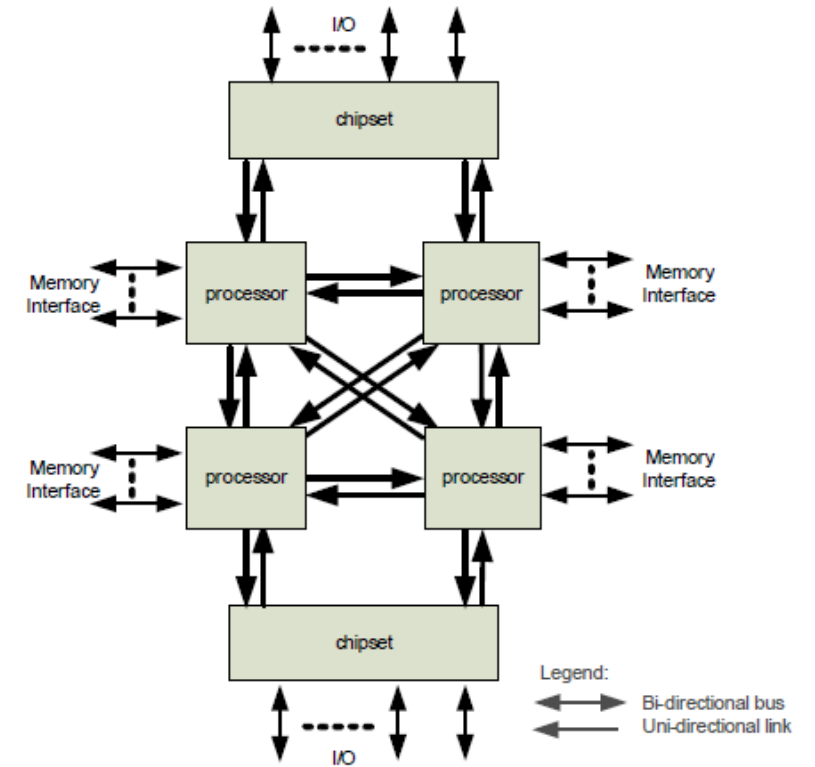 I/O
chipset
Memory
Interface
processor
processor
Memory
Interface
Memory
Interface
processor
processor
Memory
Interface
chipset
I/O
Legend:
Bi-directional bus
Uni-directional link